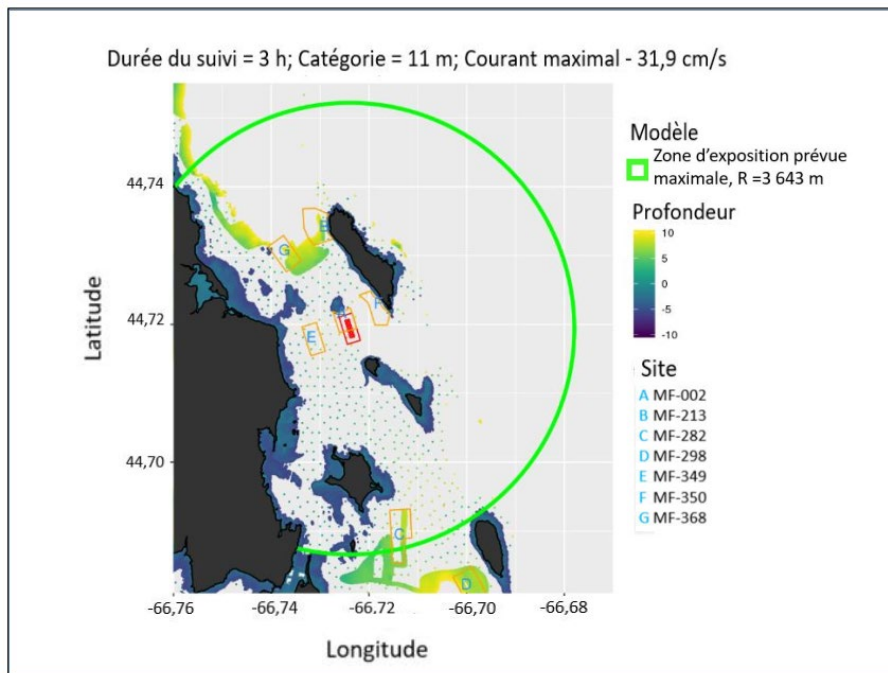 Durée du suivi = 3 h; Catégorie = 11 m; Courant maximal - 31,9 cm/s
Modèle
Zone d'exposition prévue
maximale, R =3 643 m
Profondeur
10
5
0
-5
-10
Site
A MF-002
B MF-213
C MF-282
D MF-298
E MF-349
F MF-350
G MF-368
Latitude
44,74
44,72
44,70
B
G
F
E
C
D
-66,76
-66,74
-66.72
-66,70
-66,68
Longitude